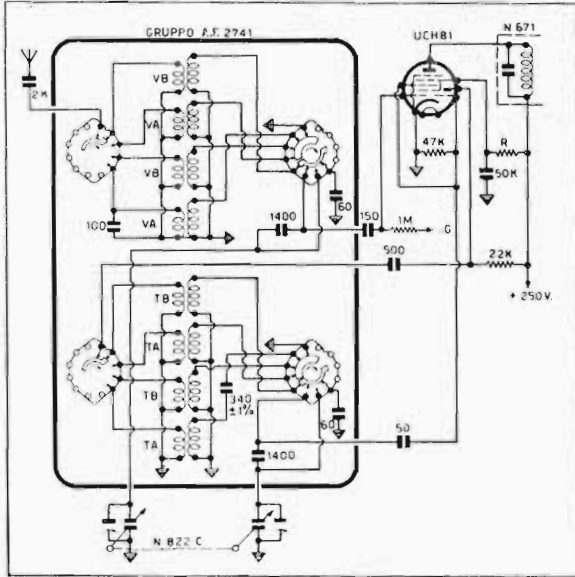 GRUPPO A.F. 2741
UCH81
N 671
2K
VB
VA
VB
VA
100
1400
60
150
1M
G
47K
R
50K
500
22K
+ 250V.
TB
TA
TB
TA
340
±1%
60
1400
50
N 822 C